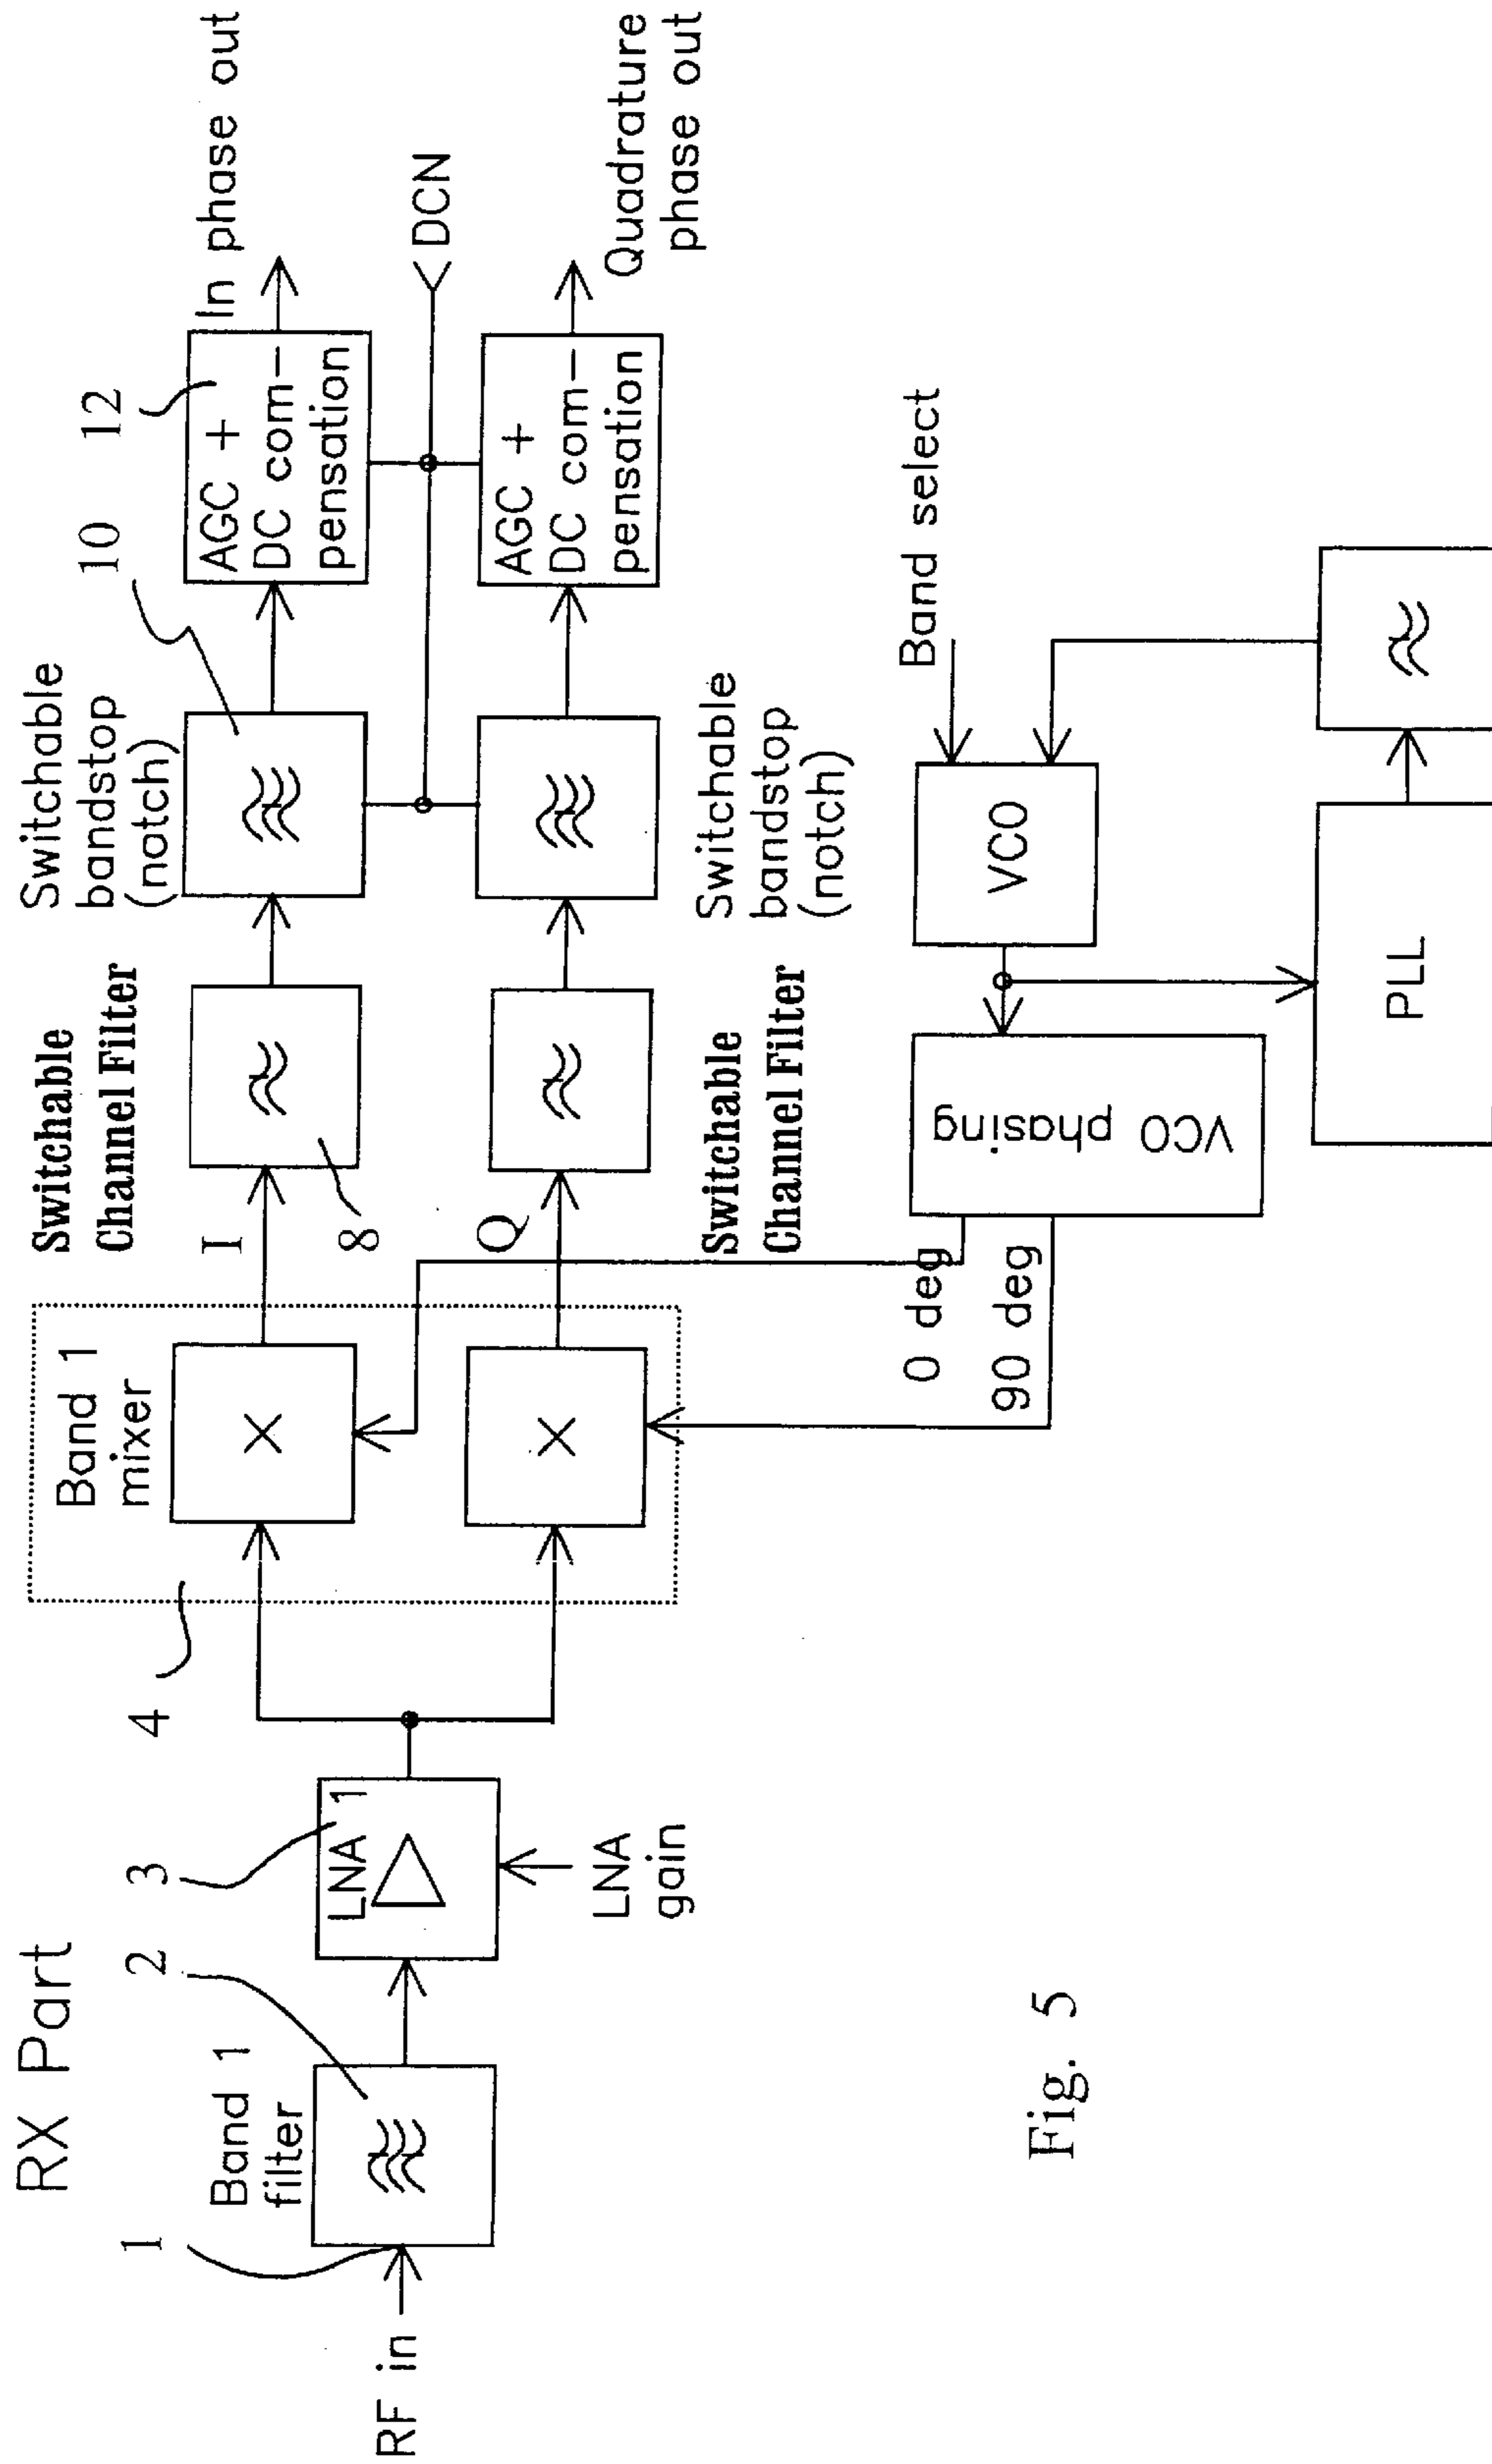 RX Part
RF in
1
Band 1
filter
2
3
LNA 1
LNA
gain
4
Band 1
mixer
X
X
I
Q
8
Switchable
Channel Filter
Switchable
Channel Filter
Switchable
bandstop
(notch)
Switchable
bandstop
(notch)
10
12
AGC +
DC com-
pensation
AGC +
DC com-
pensation
In phase out
DCN
Quadrature
phase out
0 deg
90 deg
VCO phasing
VCO
Band select
PLL
Fig. 5